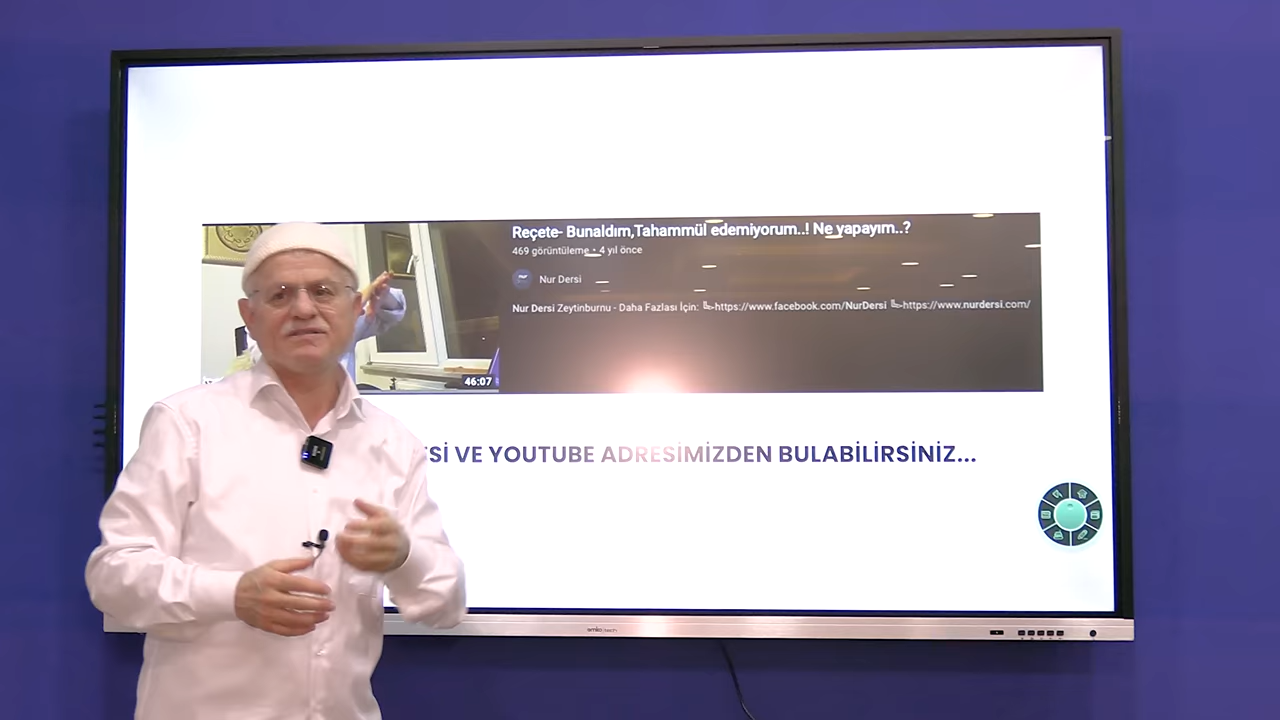 Reçete- Bunaldım,Tahammül edemiyorum..! Ne yapayım..?
469 görüntüleme • 4 yıl önce
Nur Dersi
Nur Dersi Zeytinburnu - Daha Fazlası İçin: ╚▻https://www.facebook.com/NurDersi ╚▻https://www.nurdersi.com/
46:07
Sİ VE YOUTUBE ADRESİMİZDEN BULABİLİRSİNİZ...